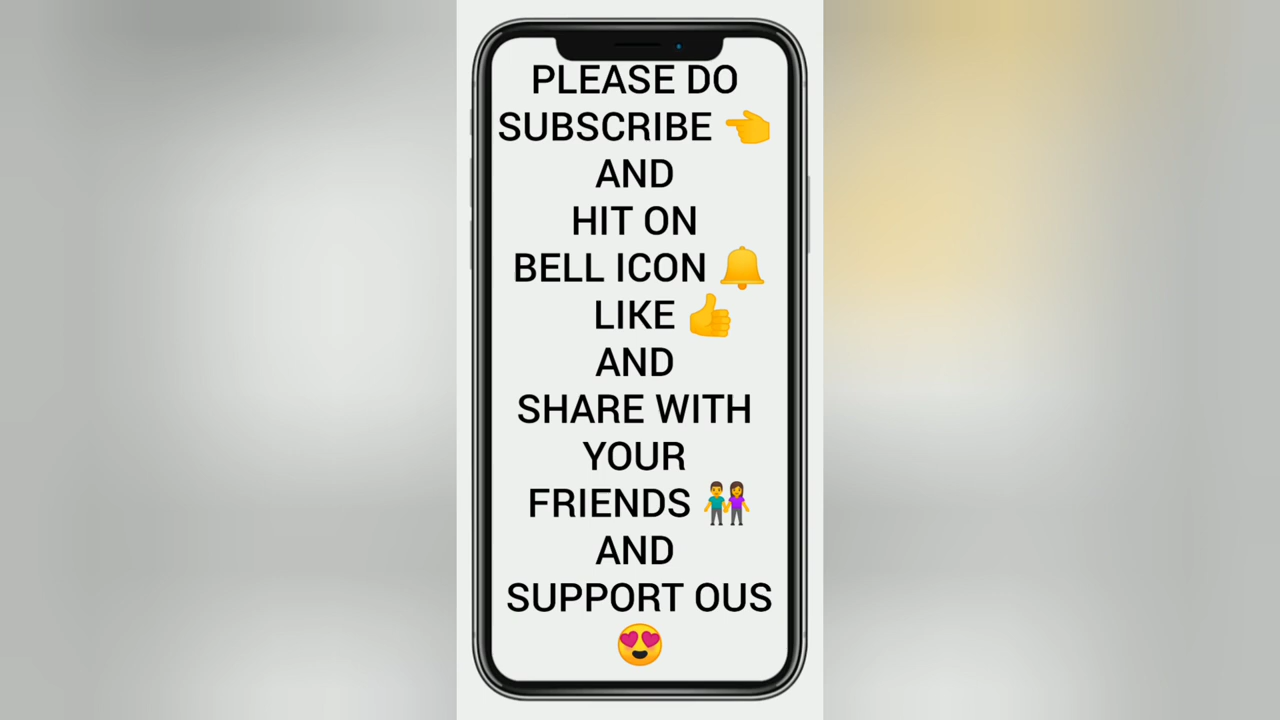 PLEASE DO
SUBSCRIBE 👈
AND
HIT ON
BELL ICON 🔔
LIKE 👍
AND
SHARE WITH
YOUR
FRIENDS 👫
AND
SUPPORT OUS
😍